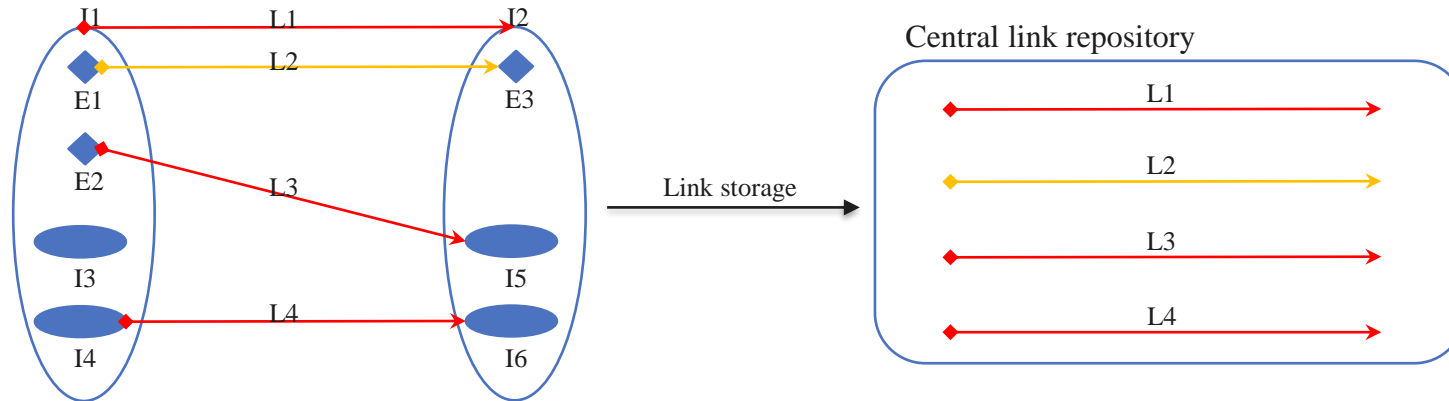 I1
L1
I2
L2
E1
E3
E2
L3
I3
I5
L4
I4
I6
Link storage
Central link repository
L1
L2
L3
L4